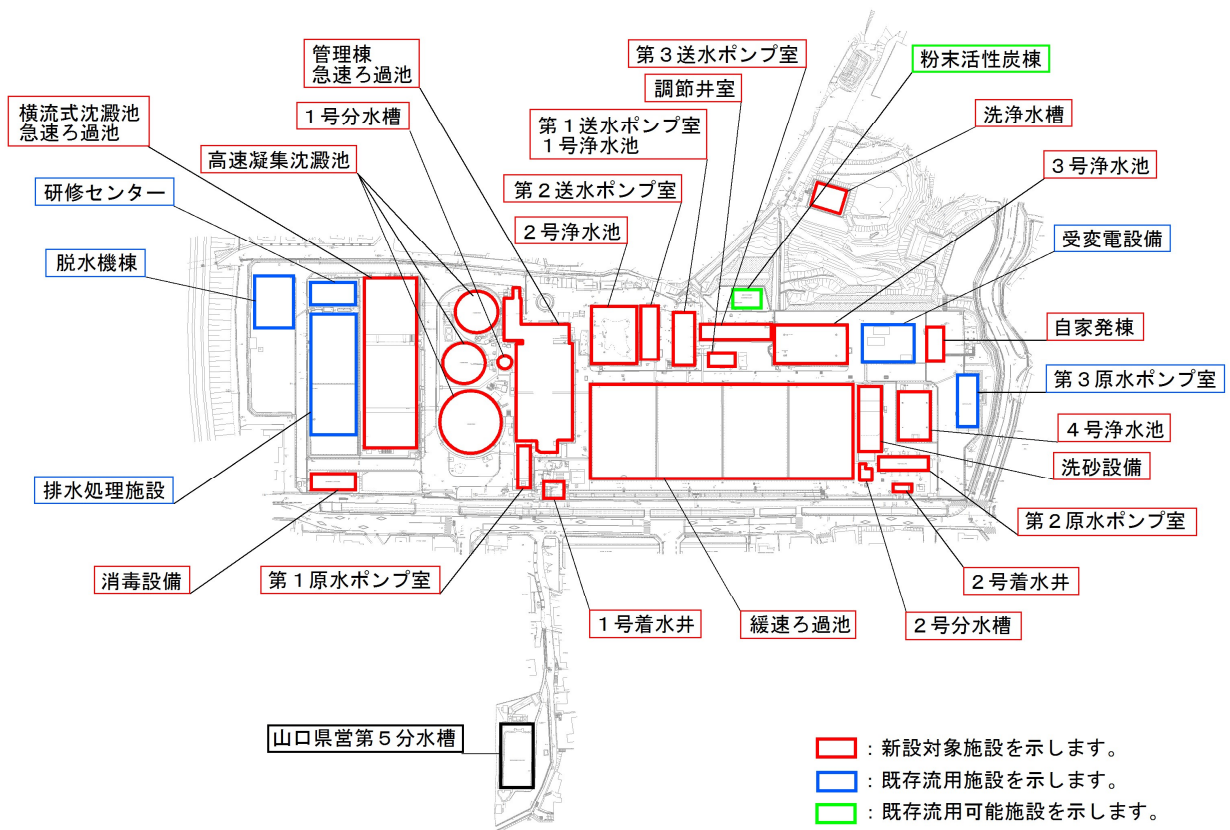 管理棟
急速ろ過池
第３送水ポンプ室
粉末活性炭棟
調節井室
横流式沈澱池
急速ろ過池
１号分水槽
第１送水ポンプ室
１号浄水池
洗浄水槽
高速凝集沈澱池
３号浄水池
研修センター
第２送水ポンプ室
２号浄水池
受変電設備
脱水機棟
自家発棟
第３原水ポンプ室
４号浄水池
洗砂設備
排水処理施設
第２原水ポンプ室
消毒設備
第１原水ポンプ室
２号着水井
１号着水井
緩速ろ過池
２号分水槽
山口県営第５分水槽
：新設対象施設を示します。
：既存流用施設を示します。
：既存流用可能施設を示します。